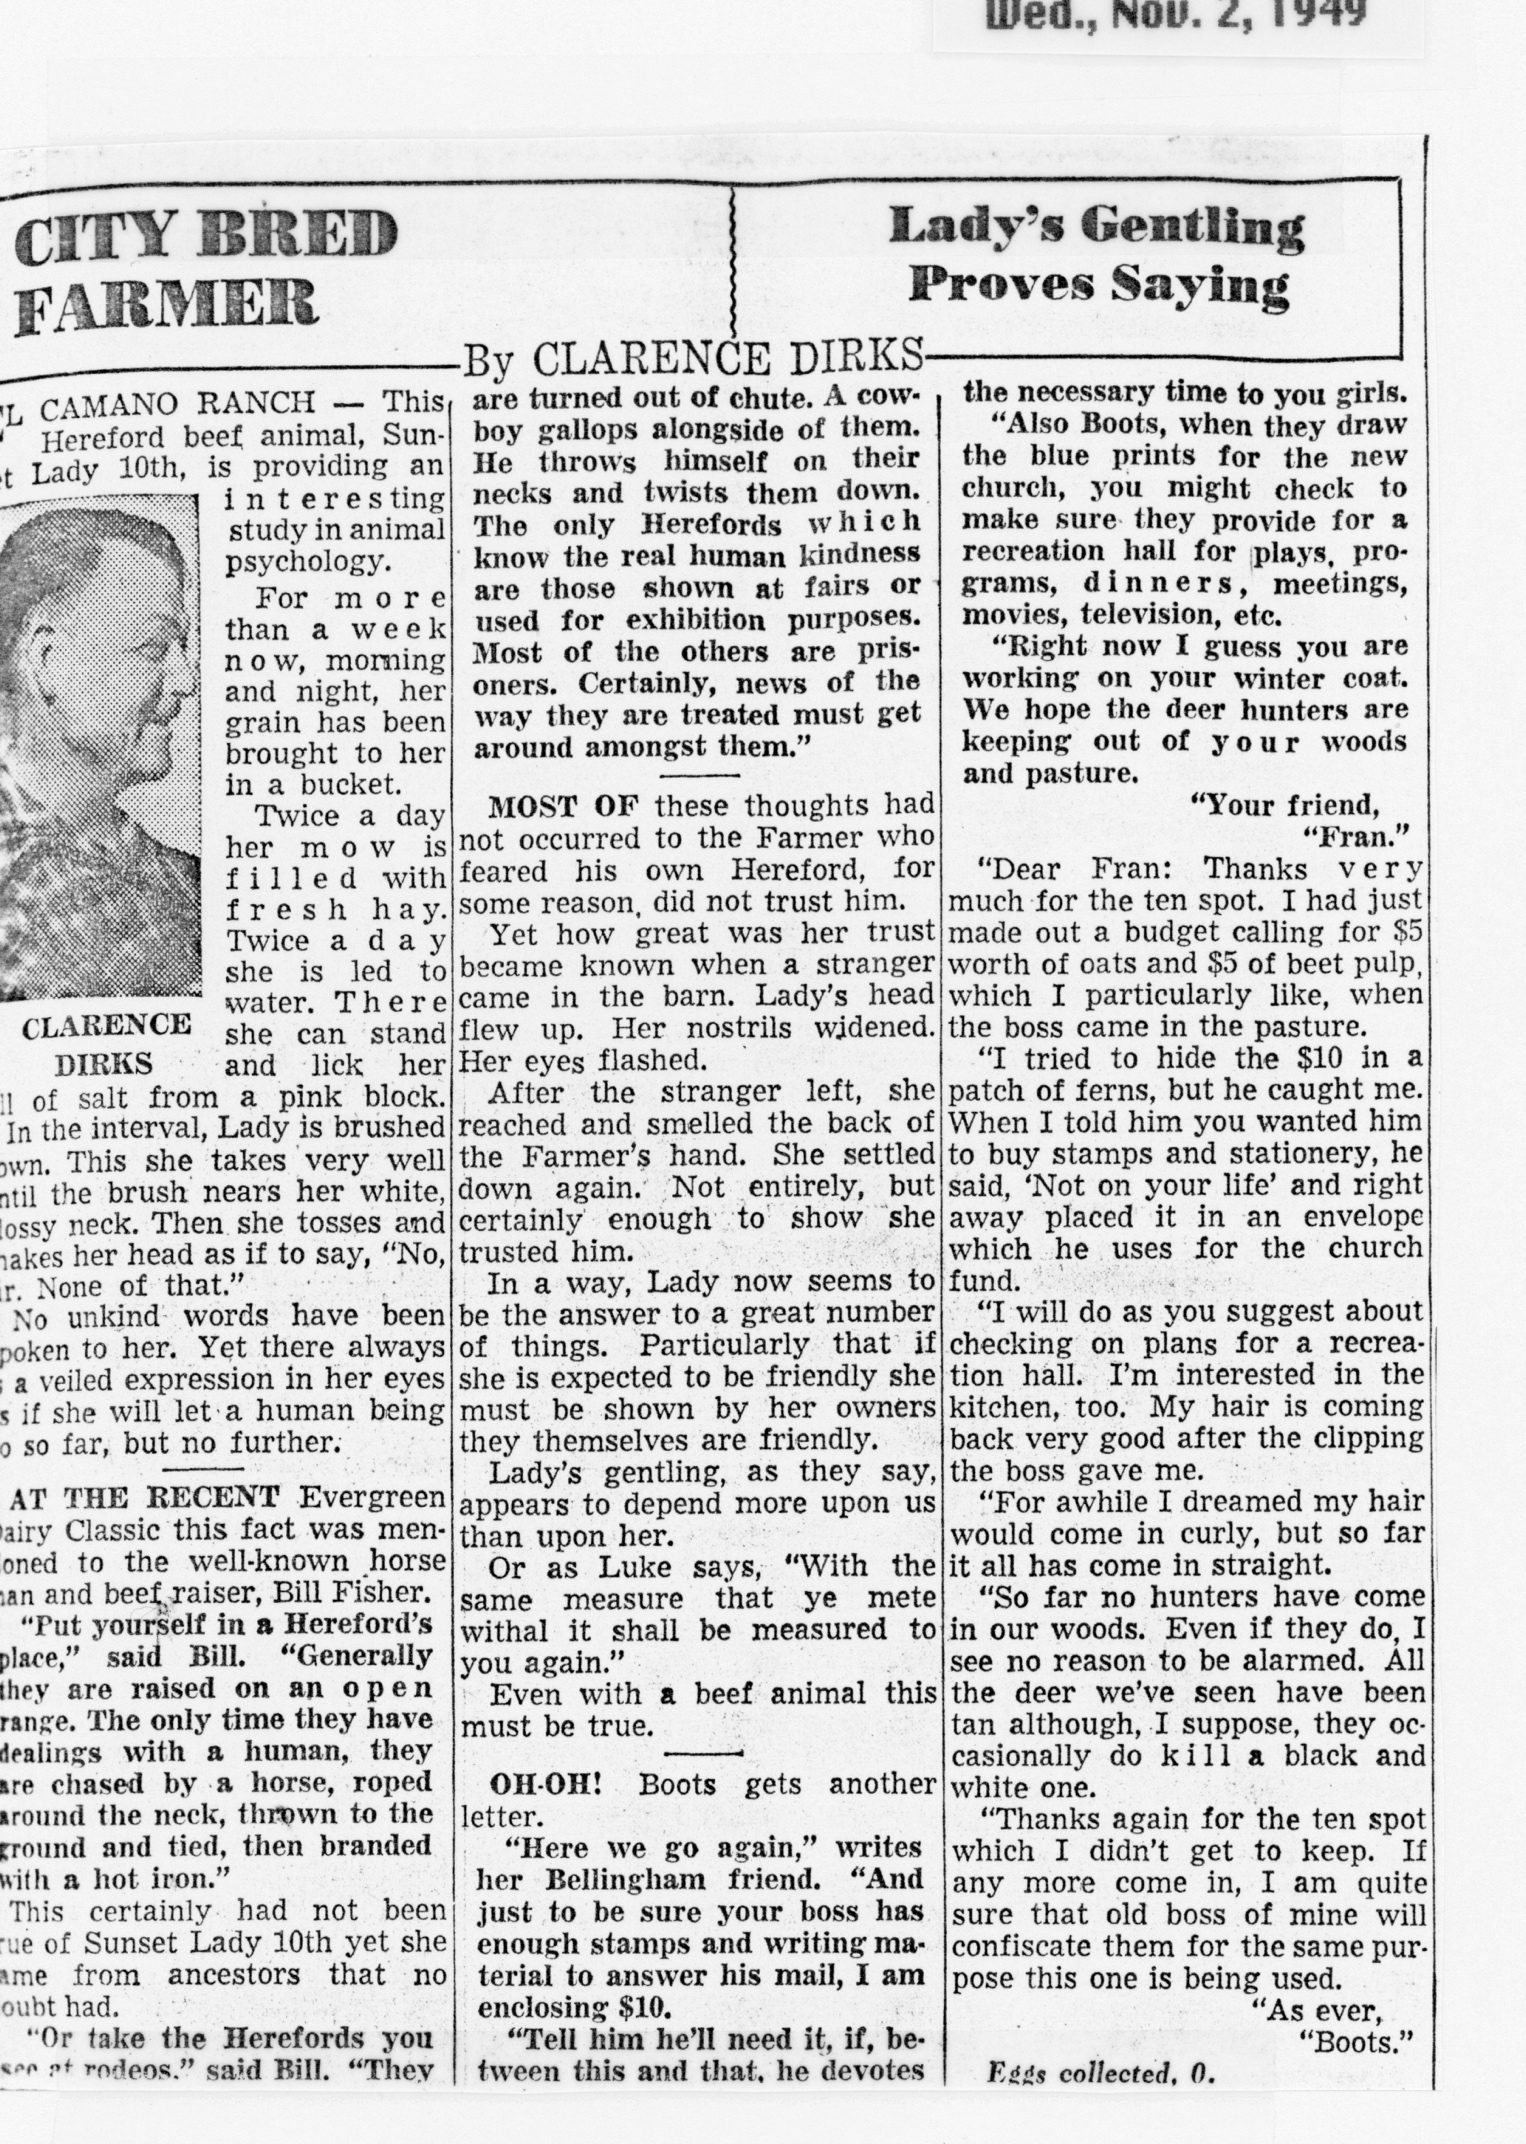 Wed., Nov. 2, 1949
CITY BRED
FARMER
Lady's Gentling
Proves Saying
By CLARENCE DIRKS
'L CAMANO RANCH — This
Hereford beef animal, Sun-
et Lady 10th, is providing an
interesting
study in animal
psychology.
For more
than a week
now, morning
and night, her
grain has been
brought to her
in a bucket.
Twice a day
her mow is
filled with
fresh hay.
Twice a day
she is led to
water. There
she can stand
and lick her
CLARENCE
DIRKS
ll of salt from a pink block.
In the interval, Lady is brushed
own. This she takes very well
ntil the brush nears her white,
lossy neck. Then she tosses and
hakes her head as if to say, "No,
ir. None of that."
No unkind words have been
poken to her. Yet there always
s a veiled expression in her eyes
s if she will let a human being
o so far, but no further.
AT THE RECENT Evergreen
Dairy Classic this fact was men-
ioned to the well-known horse
man and beef raiser, Bill Fisher.
"Put yourself in a Hereford's
place," said Bill. "Generally
they are raised on an open
range. The only time they have
dealings with a human, they
are chased by a horse, roped
around the neck, thrown to the
ground and tied, then branded
with a hot iron."
This certainly had not been
rue of Sunset Lady 10th yet she
ame from ancestors that no
oubt had.
"Or take the Herefords you
see at rodeos," said Bill. "They
are turned out of chute. A cow-
boy gallops alongside of them.
He throws himself on their
necks and twists them down.
The only Herefords which
know the real human kindness
are those shown at fairs or
used for exhibition purposes.
Most of the others are pris-
oners. Certainly, news of the
way they are treated must get
around amongst them."
MOST OF these thoughts had
not occurred to the Farmer who
feared his own Hereford, for
some reason, did not trust him.
Yet how great was her trust
became known when a stranger
came in the barn. Lady's head
flew up. Her nostrils widened.
Her eyes flashed.
After the stranger left, she
reached and smelled the back of
the Farmer's hand. She settled
down again. Not entirely, but
certainly enough to show she
trusted him.
In a way, Lady now seems to
be the answer to a great number
of things. Particularly that if
she is expected to be friendly she
must be shown by her owners
they themselves are friendly.
Lady's gentling, as they say,
appears to depend more upon us
than upon her.
Or as Luke says, "With the
same measure that ye mete
withal it shall be measured to
you again."
Even with a beef animal this
must be true.
OH-OH! Boots gets another
letter.
"Here we go again," writes
her Bellingham friend. "And
just to be sure your boss has
enough stamps and writing ma-
terial to answer his mail, I am
enclosing $10.
"Tell him he'll need it, if, be-
tween this and that, he devotes
the necessary time to you girls.
"Also Boots, when they draw
the blue prints for the new
church, you might check to
make sure they provide for a
recreation hall for plays, pro-
grams, dinners, meetings,
movies, television, etc.
"Right now I guess you are
working on your winter coat.
We hope the deer hunters are
keeping out of your woods
and pasture.
"Your friend,
"Fran."
"Dear Fran: Thanks very
much for the ten spot. I had just
made out a budget calling for $5
worth of oats and $5 of beet pulp,
which I particularly like, when
the boss came in the pasture.
"I tried to hide the $10 in a
patch of ferns, but he caught me.
When I told him you wanted him
to buy stamps and stationery, he
said, 'Not on your life' and right
away placed it in an envelope
which he uses for the church
fund.
"I will do as you suggest about
checking on plans for a recrea-
tion hall. I'm interested in the
kitchen, too. My hair is coming
back very good after the clipping
the boss gave me.
"For awhile I dreamed my hair
would come in curly, but so far
it all has come in straight.
"So far no hunters have come
in our woods. Even if they do, I
see no reason to be alarmed. All
the deer we've seen have been
tan although, I suppose, they oc-
casionally do kill a black and
white one.
"Thanks again for the ten spot
which I didn't get to keep. If
any more come in, I am quite
sure that old boss of mine will
confiscate them for the same pur-
pose this one is being used.
"As ever,
"Boots."
Eggs collected, 0.